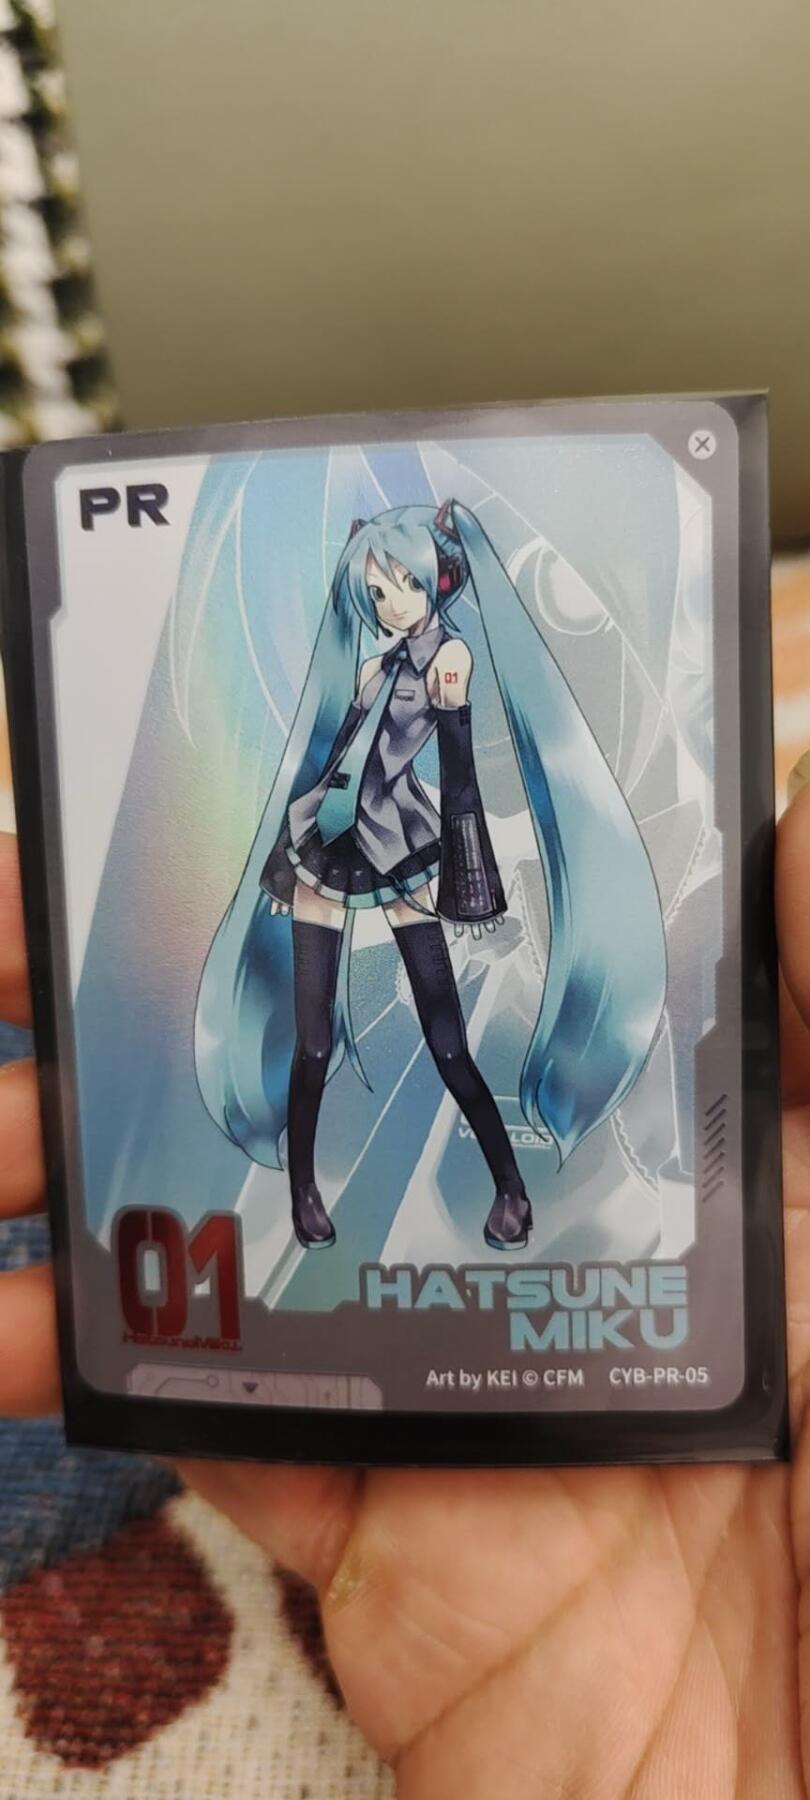 PR
01
01
HatsuneMiku
HATSUNE
MIKU
Art by KEI © CFM CYB-PR-05